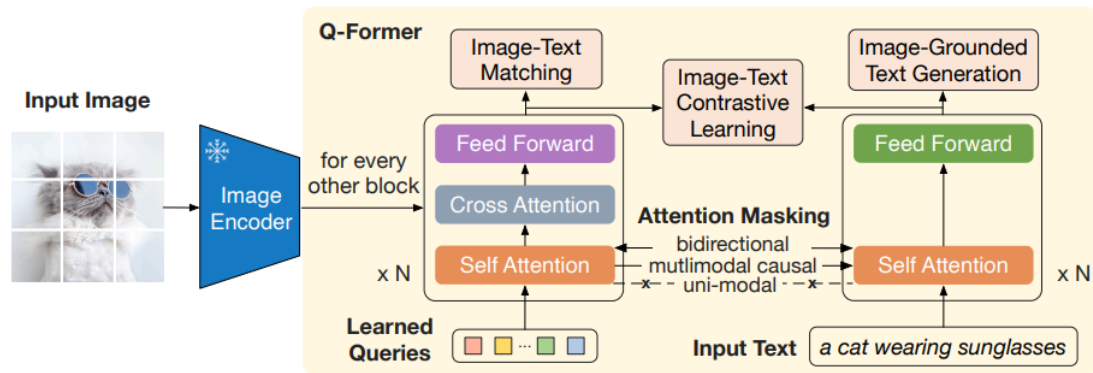 Q-Former
Image-Text
Matching
Image-Grounded
Text Generation
Image-Text
Contrastive
Learning
Input Image
Image
Encoder
for every
other block
Feed Forward
Cross Attention
Self Attention
x N
Attention Masking
bidirectional
mutlimodal causal
x uni-modal x
Feed Forward
Self Attention
x N
Learned
Queries
...
Input Text
a cat wearing sunglasses